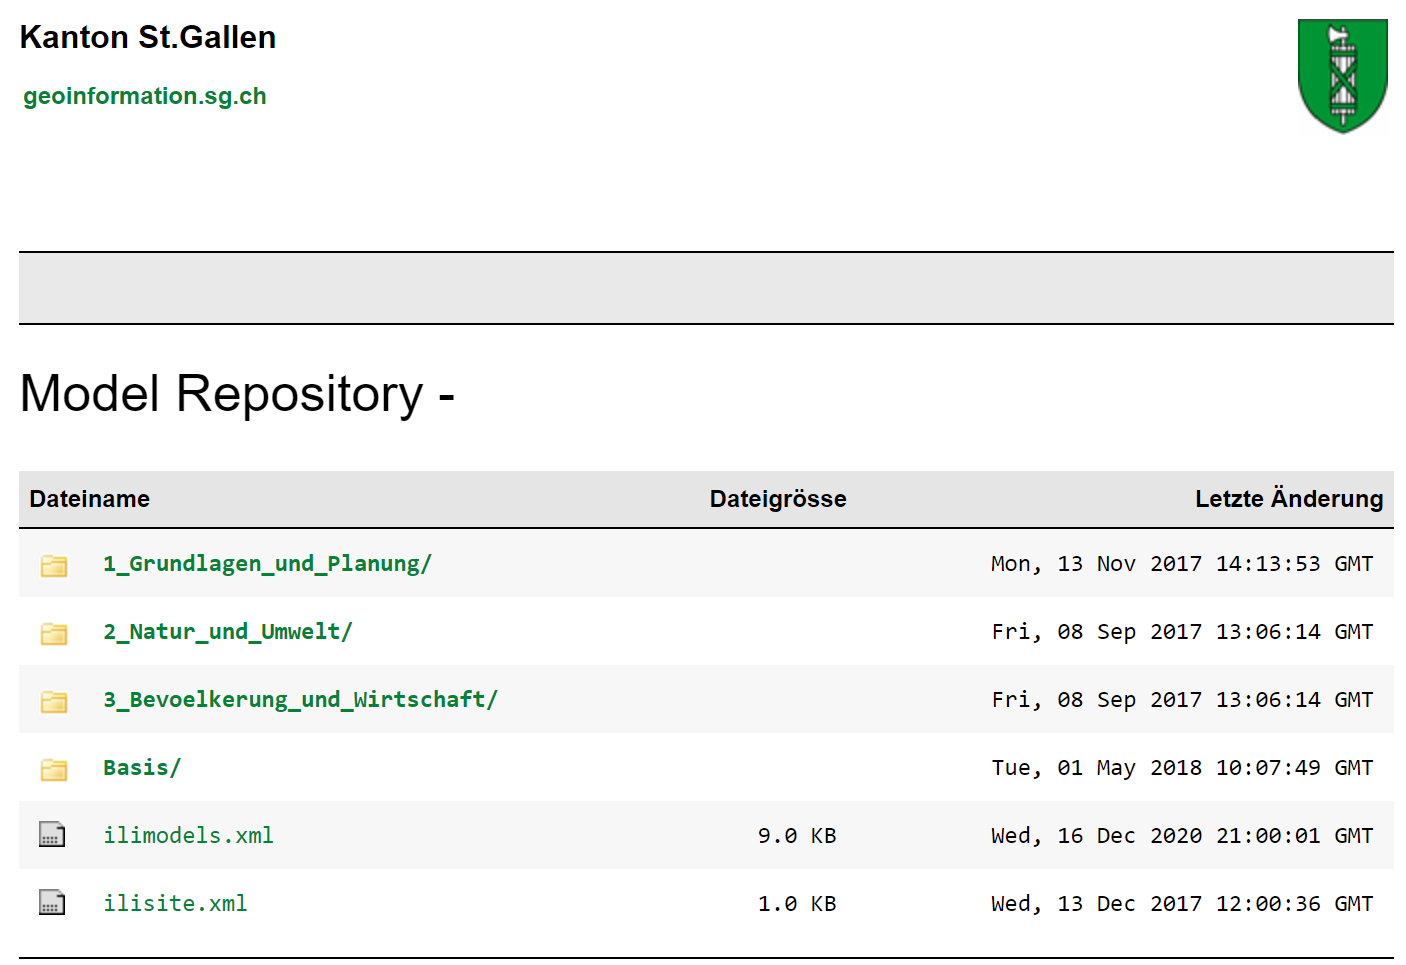 Kanton St.Gallen
geoinformation.sg.ch
Model Repository -
Dateiname Dateigrösse Letzte Änderung
1_Grundlagen_und_Planung/ Mon, 13 Nov 2017 14:13:53 GMT
2_Natur_und_Umwelt/ Fri, 08 Sep 2017 13:06:14 GMT
3_Bevoelkerung_und_Wirtschaft/ Fri, 08 Sep 2017 13:06:14 GMT
Basis/ Tue, 01 May 2018 10:07:49 GMT
ilimodels.xml 9.0 KB Wed, 16 Dec 2020 21:00:01 GMT
ilisite.xml 1.0 KB Wed, 13 Dec 2017 12:00:36 GMT